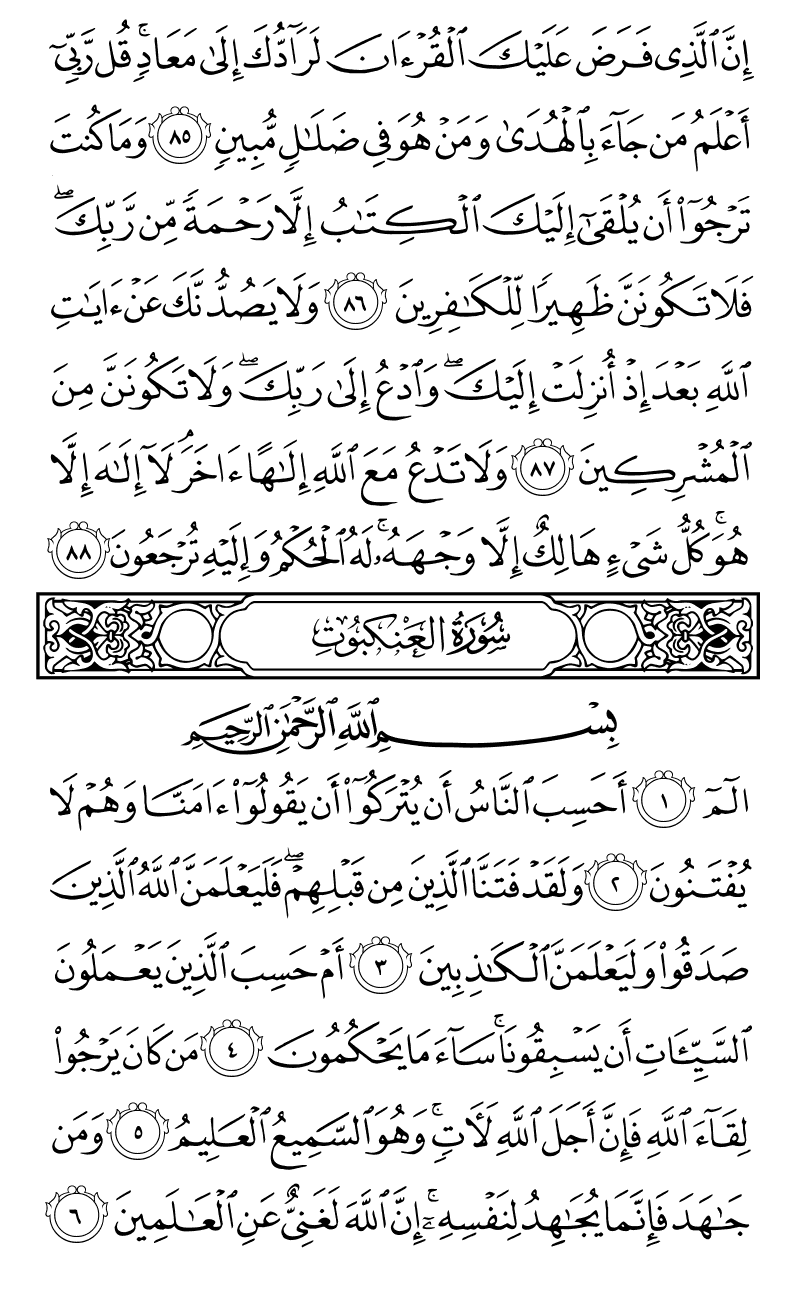 إِنَّ ٱلَّذِى فَرَضَ عَلَيْكَ ٱلْقُرْءَانَ لَرَآدُّكَ إِلَىٰ مَعَادٍۢ ۚ قُل رَّبِّىٓ
أَعْلَمُ مَن جَآءَ بِٱلْهُدَىٰ وَمَنْ هُوَ فِى ضَلَـٰلٍۢ مُّبِينٍۢ ٨٥ وَمَا كُنتَ
تَرْجُوٓا۟ أَن يُلْقَىٰٓ إِلَيْكَ ٱلْكِتَـٰبُ إِلَّا رَحْمَةًۭ مِّن رَّبِّكَ ۖ
فَلَا تَكُونَنَّ ظَهِيرًۭا لِّلْكَـٰفِرِينَ ٨٦ وَلَا يَصُدُّنَّكَ عَنْ ءَايَـٰتِ
ٱللَّهِ بَعْدَ إِذْ أُنزِلَتْ إِلَيْكَ ۖ وَٱدْعُ إِلَىٰ رَبِّكَ ۖ وَلَا تَكُونَنَّ مِنَ
ٱلْمُشْرِكِينَ ٨٧ وَلَا تَدْعُ مَعَ ٱللَّهِ إِلَـٰهًا ءَاخَرَ ۘ لَآ إِلَـٰهَ إِلَّا
هُوَ ۚ كُلُّ شَىْءٍ هَالِكٌ إِلَّا وَجْهَهُۥ ۚ لَهُ ٱلْحُكْمُ وَإِلَيْهِ تُرْجَعُونَ ٨٨
سُورَةُ العَنكبُوتِ
بِسْمِ ٱللَّهِ ٱلرَّحْمَـٰنِ ٱلرَّحِيمِ
الٓمٓ ١ أَحَسِبَ ٱلنَّاسُ أَن يُتْرَكُوٓا۟ أَن يَقُولُوٓا۟ ءَامَنَّا وَهُمْ لَا
يُفْتَنُونَ ٢ وَلَقَدْ فَتَنَّا ٱلَّذِينَ مِن قَبْلِهِمْ ۖ فَلَيَعْلَمَنَّ ٱللَّهُ ٱلَّذِينَ
صَدَقُوا۟ وَلَيَعْلَمَنَّ ٱلْكَـٰذِبِينَ ٣ أَمْ حَسِبَ ٱلَّذِينَ يَعْمَلُونَ
ٱلسَّيِّـَٔاتِ أَن يَسْبِقُونَا ۚ سَآءَ مَا يَحْكُمُونَ ٤ مَن كَانَ يَرْجُوا۟
لِقَآءَ ٱللَّهِ فَإِنَّ أَجَلَ ٱللَّهِ لَـَٔاتٍۢ ۚ وَهُوَ ٱلسَّمِيعُ ٱلْعَلِيمُ ٥ وَمَن
جَـٰهَدَ فَإِنَّمَا يُجَـٰهِدُ لِنَفْسِهِۦٓ ۚ إِنَّ ٱللَّهَ لَغَنِىٌّ عَنِ ٱلْعَـٰلَمِينَ ٦